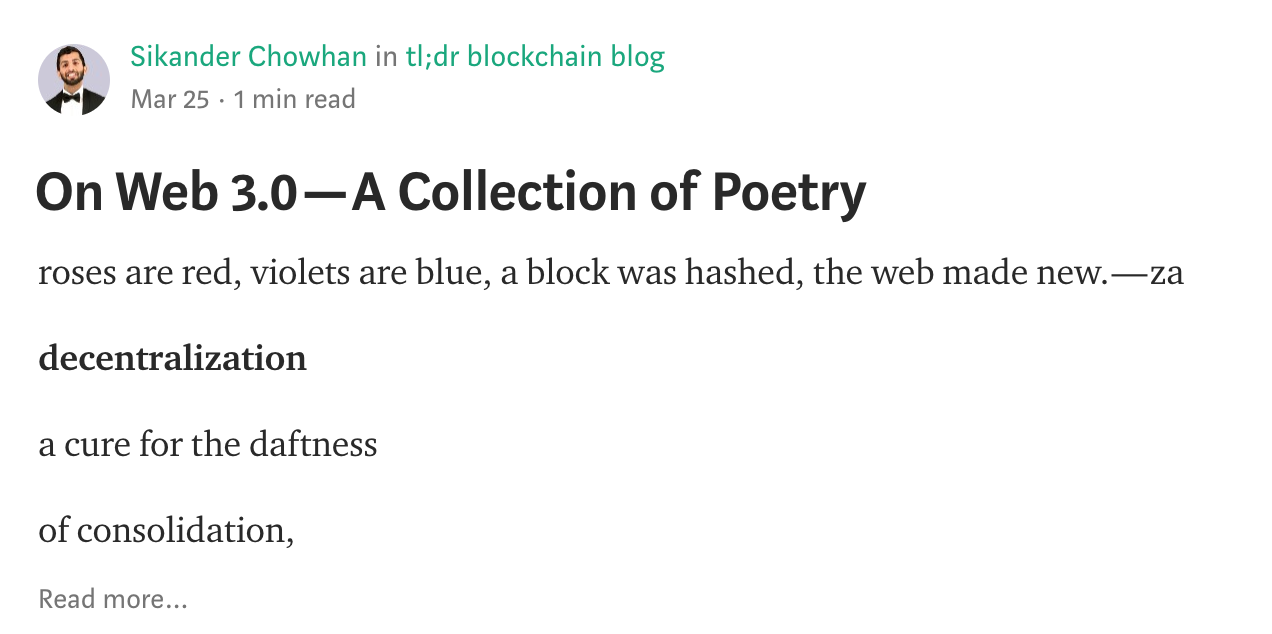 Sikander Chowhan in tl;dr blockchain blog
Mar 25 · 1 min read
On Web 3.0 — A Collection of Poetry
roses are red, violets are blue, a block was hashed, the web made new. — za
decentralization
a cure for the daftness
of consolidation,
Read more...